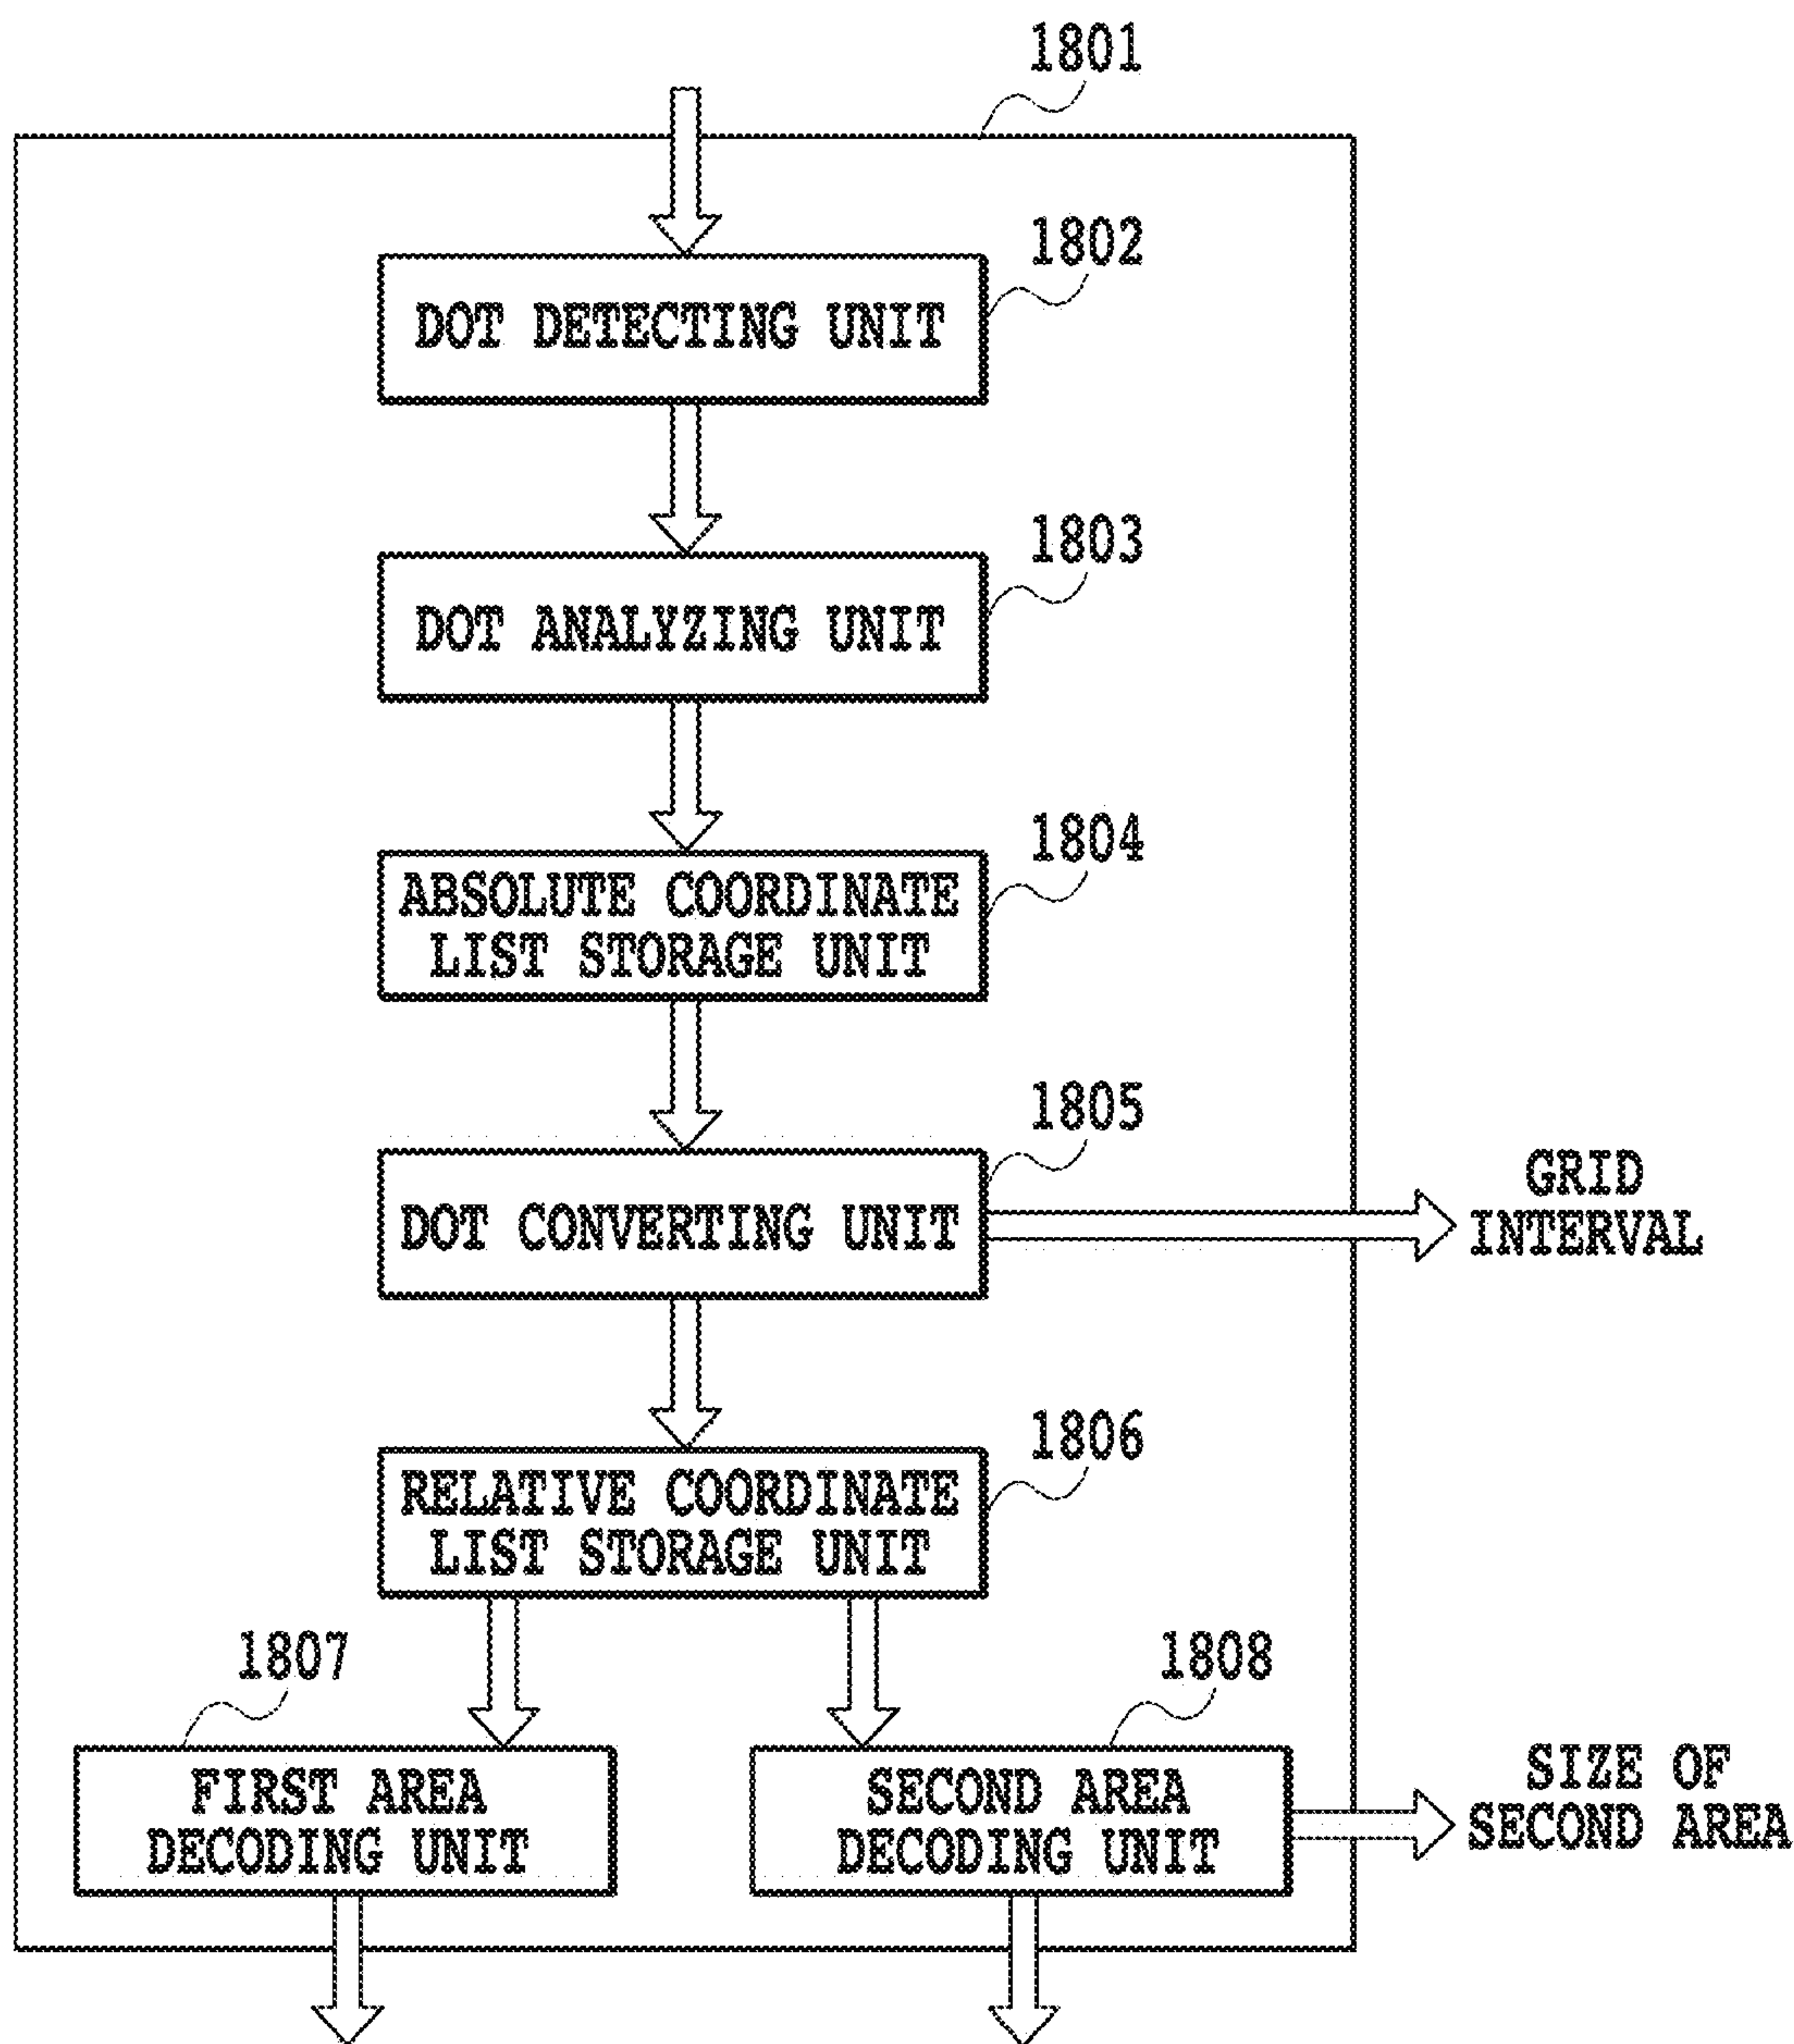 1801
1802
DOT DETECTING UNIT
1803
DOT ANALYZING UNIT
1804
ABSOLUTE COORDINATE
LIST STORAGE UNIT
1805
DOT CONVERTING UNIT
GRID
INTERVAL
1806
RELATIVE COORDINATE
LIST STORAGE UNIT
1807
1808
FIRST AREA
DECODING UNIT
SECOND AREA
DECODING UNIT
SIZE OF
SECOND AREA